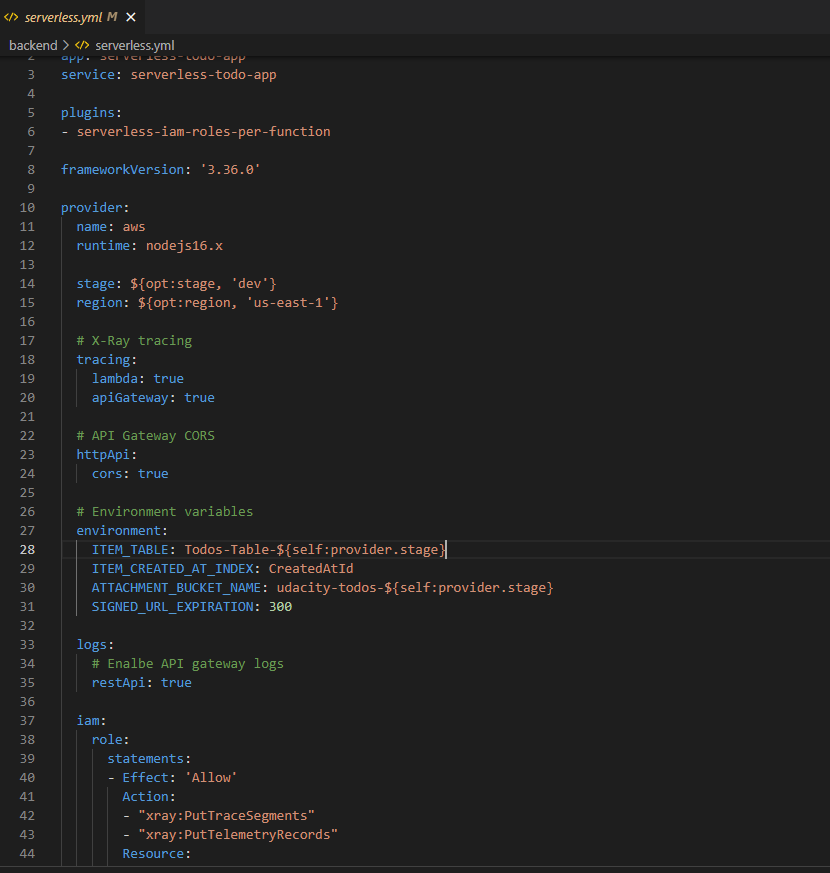 serverless.yml M
backend > serverless.yml
2 app: serverless-todo-app
3 service: serverless-todo-app
4
5 plugins:
6 - serverless-iam-roles-per-function
7
8 frameworkVersion: '3.36.0'
9
10 provider:
11 name: aws
12 runtime: nodejs16.x
13
14 stage: ${opt:stage, 'dev'}
15 region: ${opt:region, 'us-east-1'}
16
17 # X-Ray tracing
18 tracing:
19 lambda: true
20 apiGateway: true
21
22 # API Gateway CORS
23 httpApi:
24 cors: true
25
26 # Environment variables
27 environment:
28 ITEM_TABLE: Todos-Table-${self:provider.stage}
29 ITEM_CREATED_AT_INDEX: CreatedAtId
30 ATTACHMENT_BUCKET_NAME: udacity-todos-${self:provider.stage}
31 SIGNED_URL_EXPIRATION: 300
32
33 logs:
34 # Enalbe API gateway logs
35 restApi: true
36
37 iam:
38 role:
39 statements:
40 - Effect: 'Allow'
41 Action:
42 - "xray:PutTraceSegments"
43 - "xray:PutTelemetryRecords"
44 Resource: